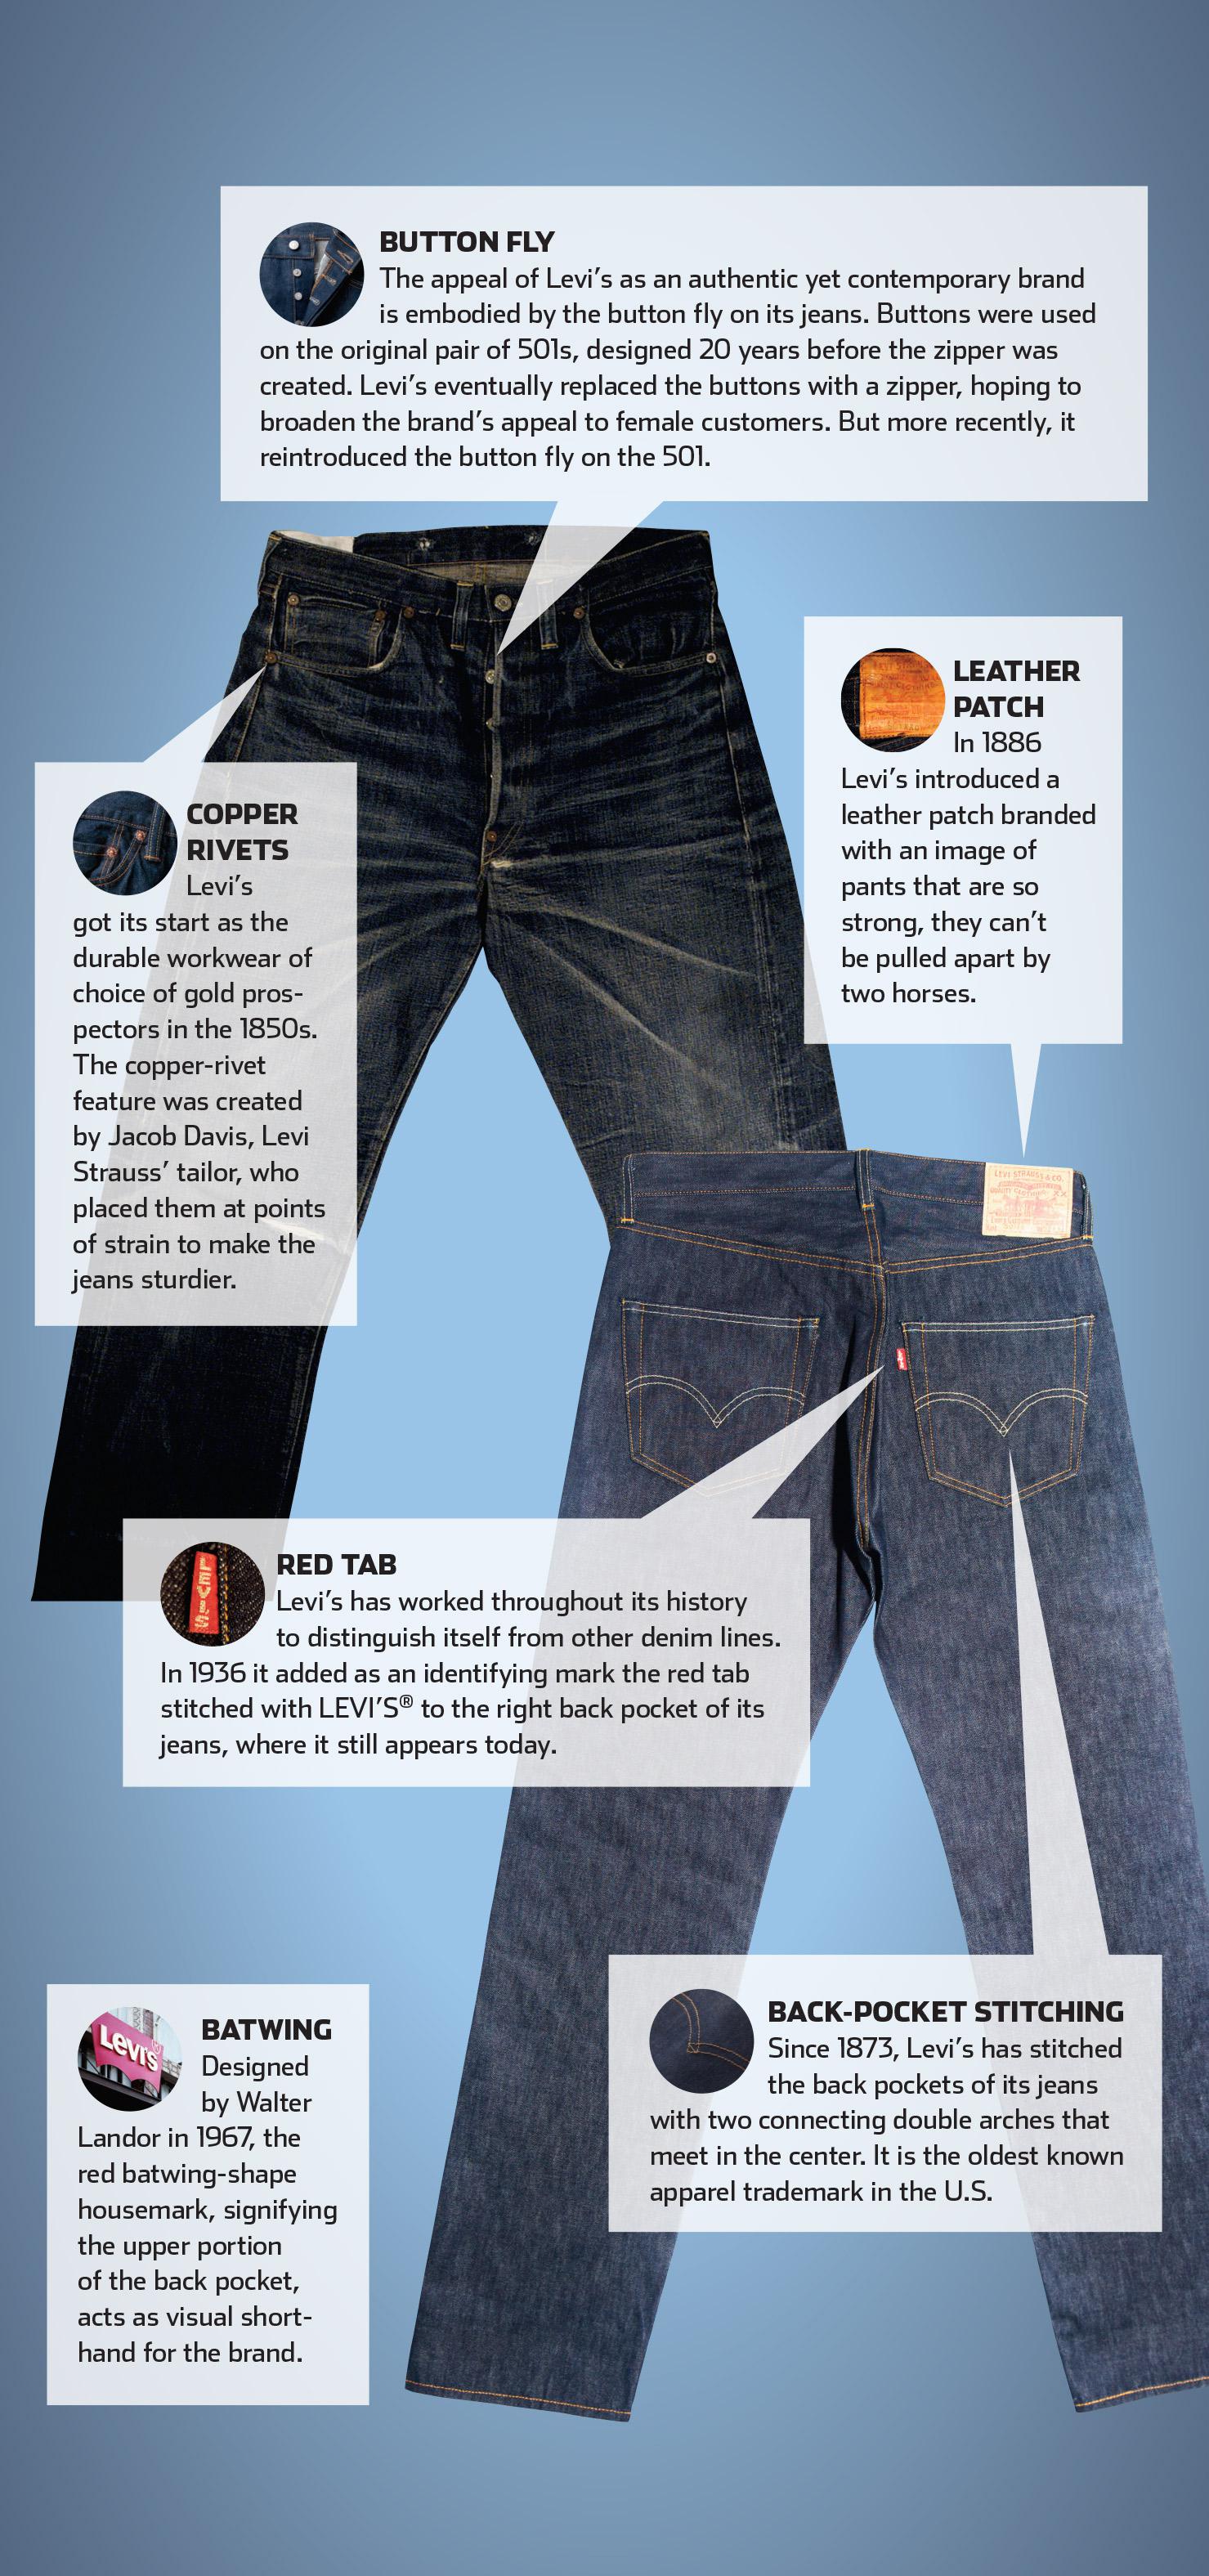 BUTTON FLY
The appeal of Levi's as an authentic yet contemporary brand
is embodied by the button fly on its jeans. Buttons were used
on the original pair of 501s, designed 20 years before the zipper was
created. Levi's eventually replaced the buttons with a zipper, hoping to
broaden the brand's appeal to female customers. But more recently, it
reintroduced the button fly on the 501.
LEATHER
PATCH
In 1886
Levi's introduced a
leather patch branded
with an image of
pants that are so
strong, they can't
be pulled apart by
two horses.
COPPER
RIVETS
Levi's
got its start as the
durable workwear of
choice of gold pros-
pectors in the 1850s.
The copper-rivet
feature was created
by Jacob Davis, Levi
Strauss' tailor, who
placed them at points
of strain to make the
jeans sturdier.
LEVI STRAUSS & CO.
RED TAB
LEVI'S
Levi's has worked throughout its history
to distinguish itself from other denim lines.
In 1936 it added as an identifying mark the red tab
stitched with LEVI'S® to the right back pocket of its
jeans, where it still appears today.
BATWING
Levi's
Designed
by Walter
Landor in 1967, the
red batwing-shape
housemark, signifying
the upper portion
of the back pocket,
acts as visual short-
hand for the brand.
BACK-POCKET STITCHING
Since 1873, Levi's has stitched
the back pockets of its jeans
with two connecting double arches that
meet in the center. It is the oldest known
apparel trademark in the U.S.